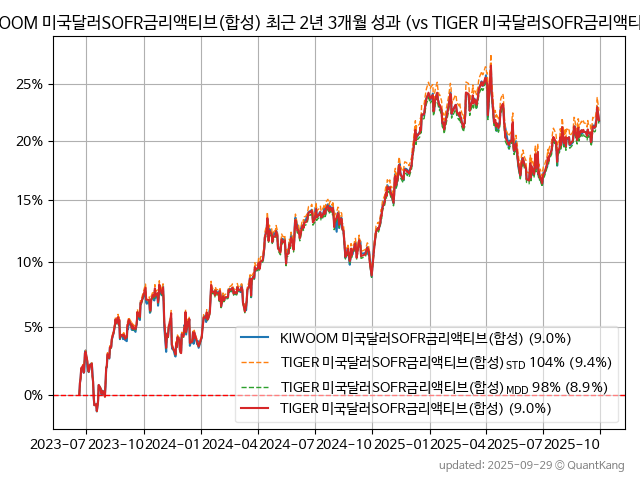 OOM 미국달러SOFR금리액티브(합성) 최근 2년 3개월 성과 (vs TIGER 미국달러SOFR금리액티
25%
20%
15%
10%
5%
0%
KIWOOM 미국달러SOFR금리액티브(합성) (9.0%)
TIGER 미국달러SOFR금리액티브(합성) STD 104% (9.4%)
TIGER 미국달러SOFR금리액티브(합성) MDD 98% (8.9%)
TIGER 미국달러SOFR금리액티브(합성) (9.0%)
2023-07 2023-10 2024-01 2024-04 2024-07 2024-10 2025-01 2025-04 2025-07 2025-10
updated: 2025-09-29 © QuantKang